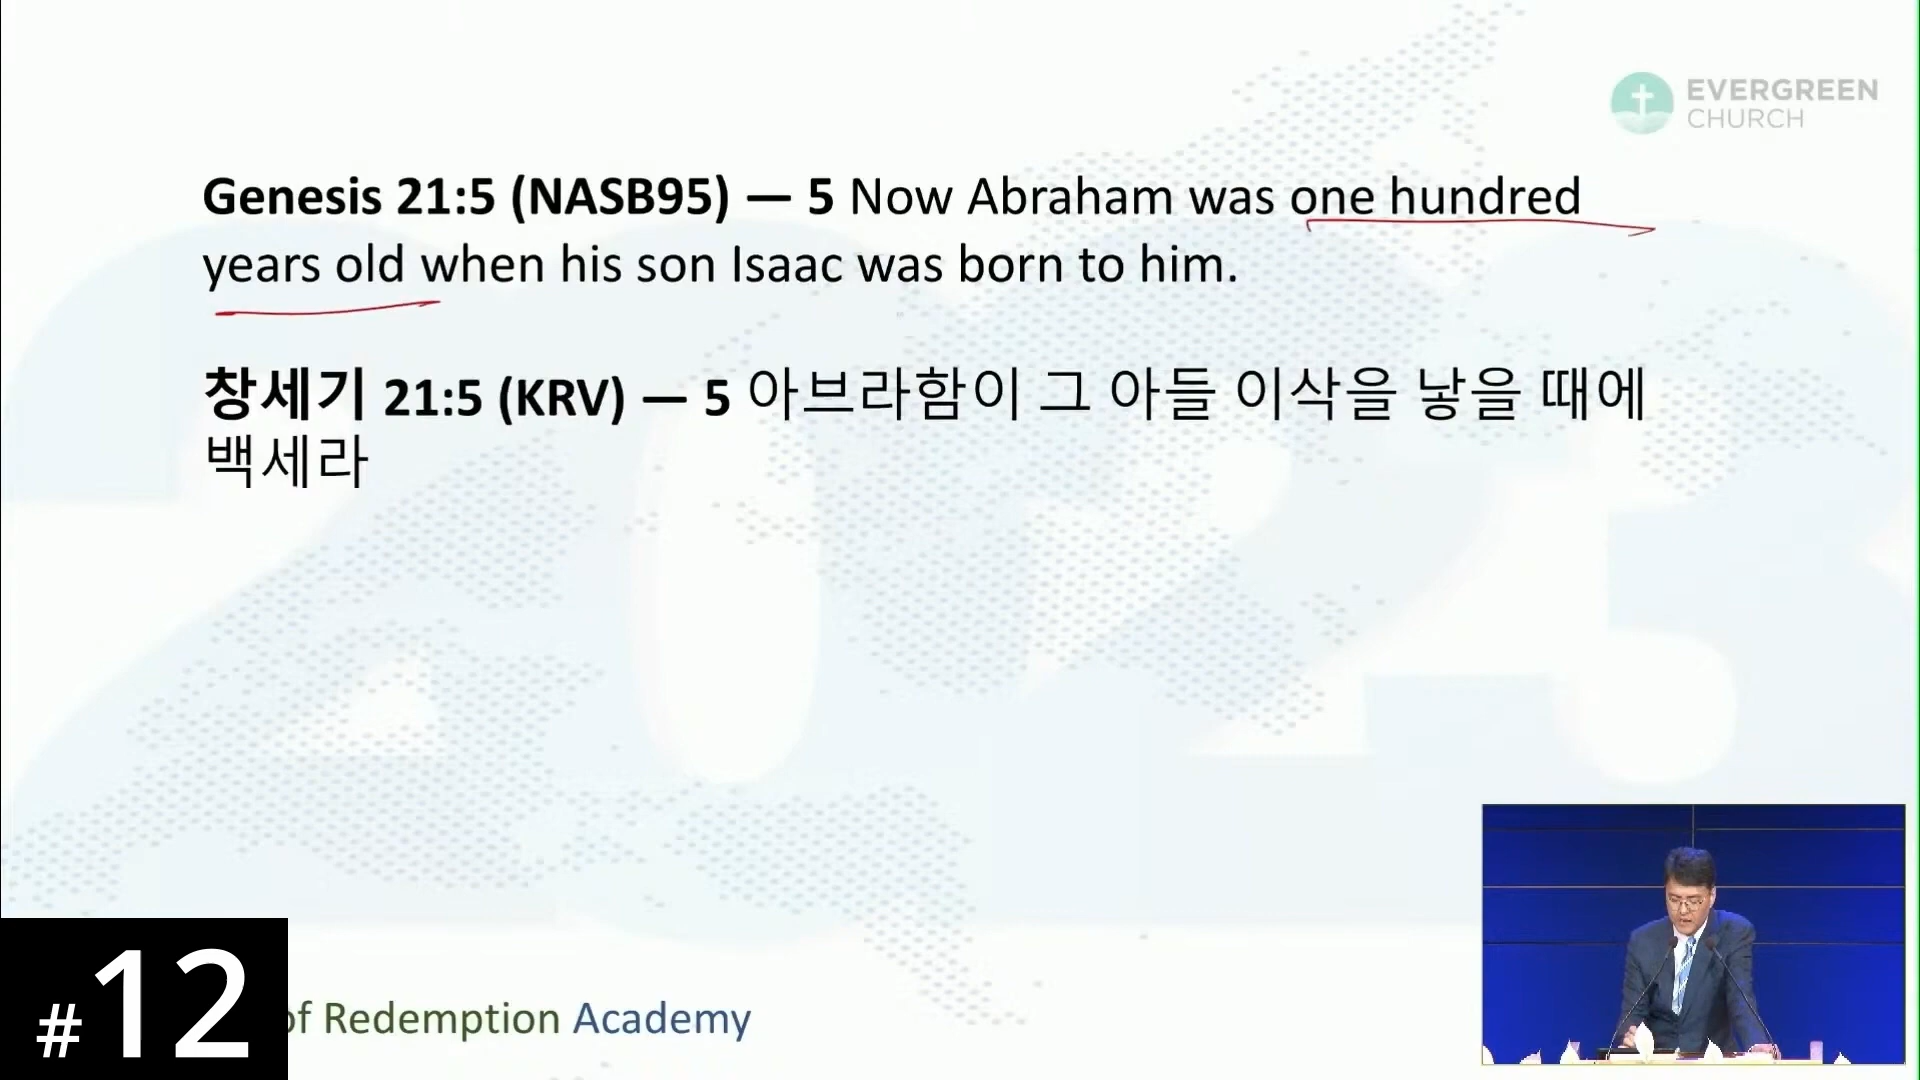 EVERGREEN
CHURCH
Genesis 21:5 (NASB95) — 5 Now Abraham was one hundred
years old when his son Isaac was born to him.
창세기 21:5 (KRV) — 5 아브라함이 그 아들 이삭을 낳을 때에
백세라
#12
of Redemption Academy